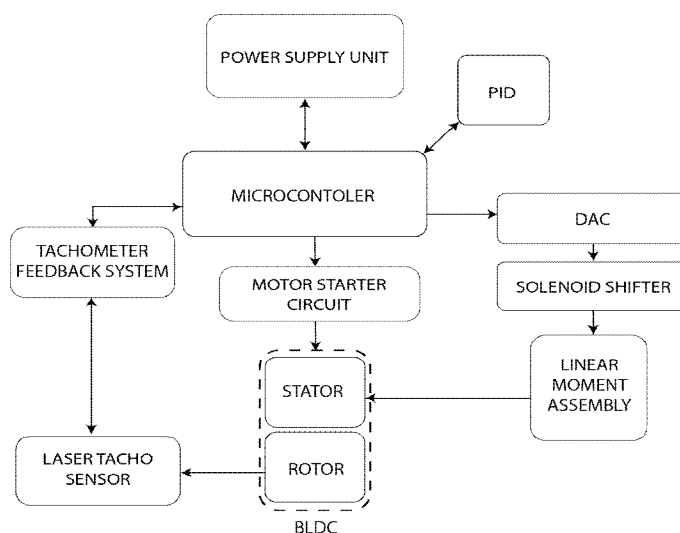 POWER SUPPLY UNIT
PID
MICROCONTOLER
DAC
TACHOMETER
FEEDBACK SYSTEM
MOTOR STARTER
CIRCUIT
SOLENOID SHIFTER
LINEAR
MOMENT
ASSEMBLY
STATOR
LASER TACHO
SENSOR
ROTOR
BLDC